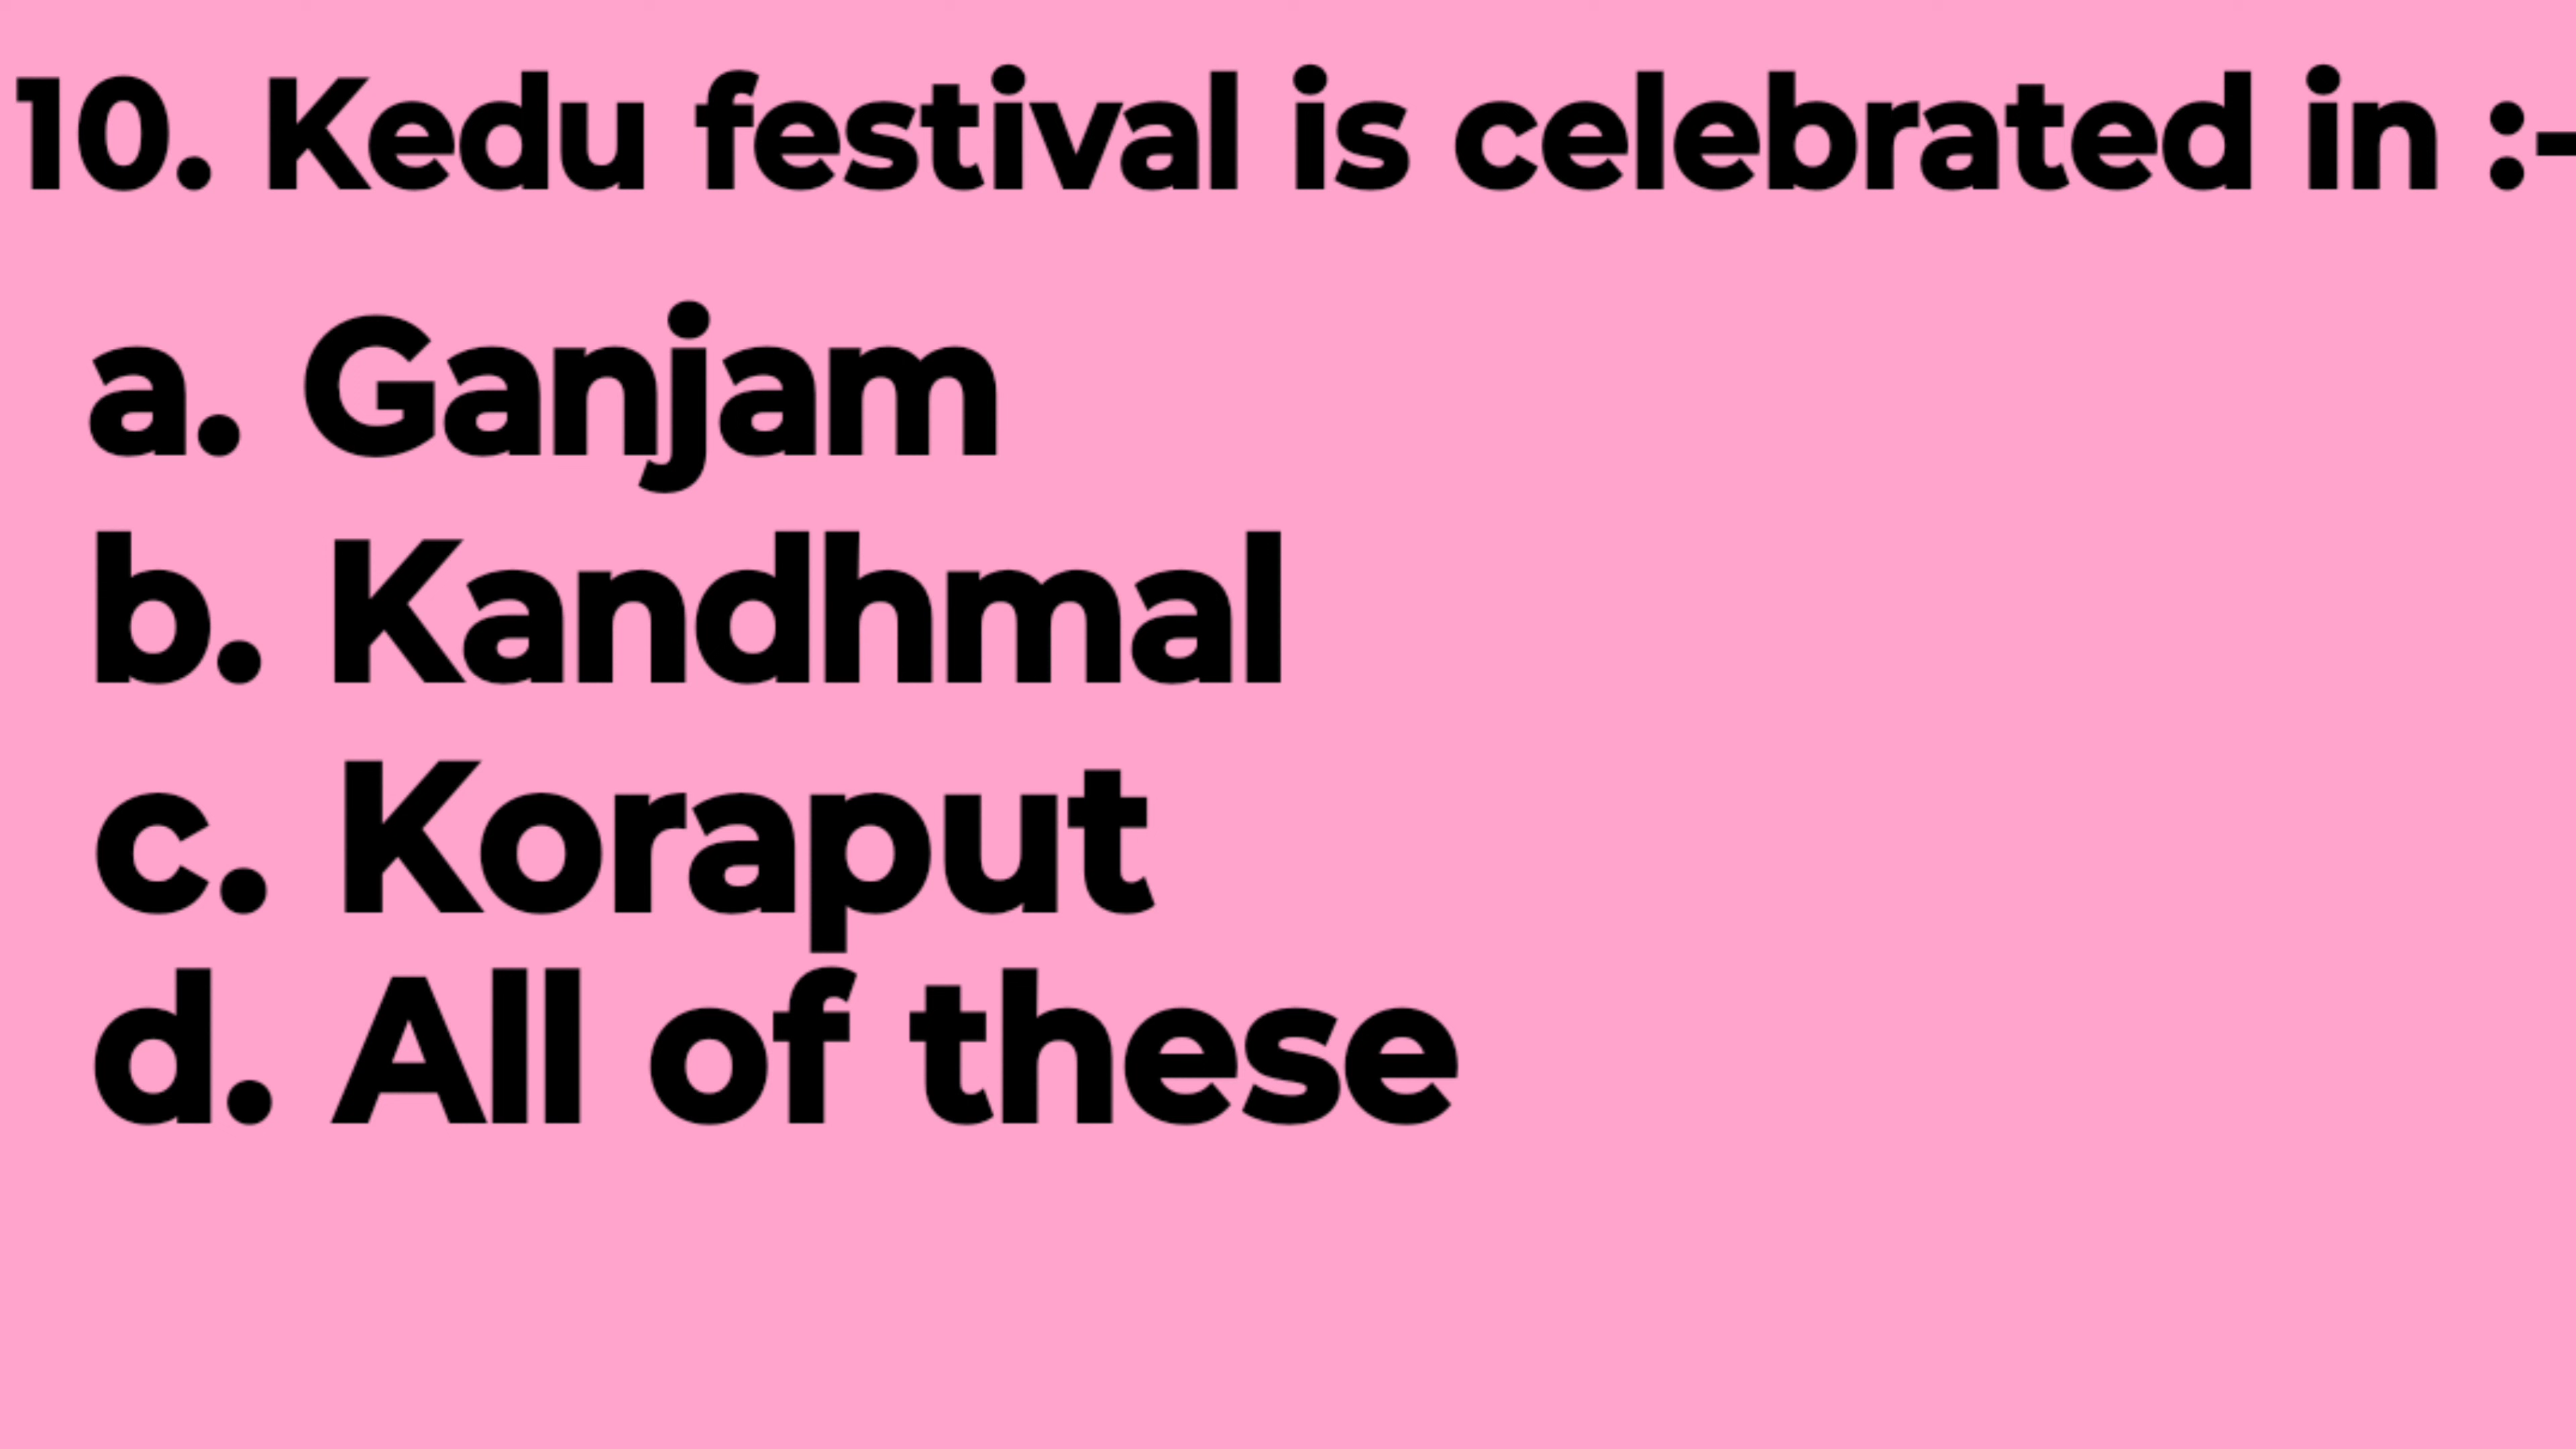 10. Kedu festival is celebrated in :-
a. Ganjam
b. Kandhmal
c. Koraput
d. All of these